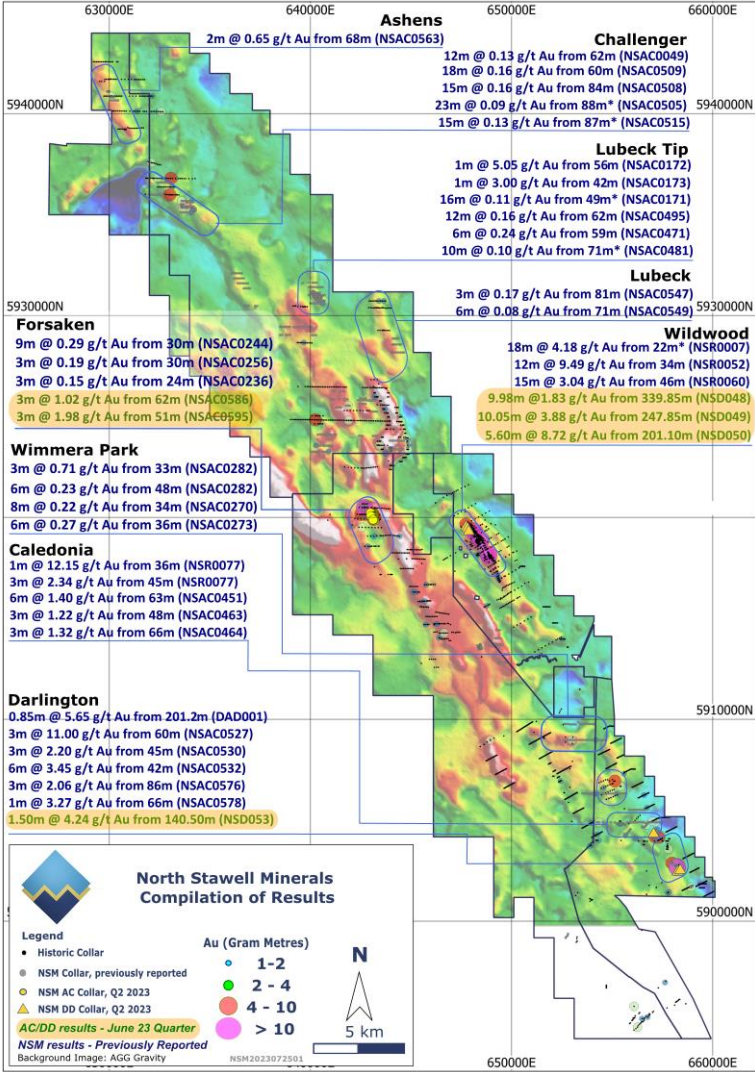 630000E
640000E
650000E
660000E
Ashens
2m @ 0.65 g/t Au from 68m (NSAC0563)
Challenger
12m @ 0.13 g/t Au from 62m (NSAC0049)
18m @ 0.16 g/t Au from 60m (NSAC0509)
15m @ 0.16 g/t Au from 84m (NSAC0508)
23m @ 0.09 g/t Au from 88m* (NSAC0505)
15m @ 0.13 g/t Au from 87m* (NSAC0515)
5940000N
5940000N
Lubeck Tip
1m @ 5.05 g/t Au from 56m (NSAC0172)
1m @ 3.00 g/t Au from 42m (NSAC0173)
16m @ 0.11 g/t Au from 49m* (NSAC0171)
12m @ 0.16 g/t Au from 62m (NSAC0495)
6m @ 0.24 g/t Au from 59m (NSAC0471)
10m @ 0.10 g/t Au from 71m* (NSAC0481)
Lubeck
3m @ 0.17 g/t Au from 81m (NSAC0547)
6m @ 0.08 g/t Au from 71m (NSAC0549)
5930000N
5930000N
Wildwood
18m @ 4.18 g/t Au from 22m* (NSR0007)
12m @ 9.49 g/t Au from 34m (NSR0052)
15m @ 3.04 g/t Au from 46m (NSR0060)
9.98m @1.83 g/t Au from 339.85m (NSD048)
10.05m @ 3.88 g/t Au from 247.85m (NSD049)
5.60m @ 8.72 g/t Au from 201.10m (NSD050)
Forsaken
9m @ 0.29 g/t Au from 30m (NSAC0244)
3m @ 0.19 g/t Au from 30m (NSAC0256)
3m @ 0.15 g/t Au from 24m (NSAC0236)
3m @ 1.02 g/t Au from 62m (NSAC0586)
3m @ 1.98 g/t Au from 51m (NSAC0595)
Wimmera Park
3m @ 0.71 g/t Au from 33m (NSAC0282)
6m @ 0.23 g/t Au from 48m (NSAC0282)
8m @ 0.22 g/t Au from 34m (NSAC0270)
6m @ 0.27 g/t Au from 36m (NSAC0273)
Caledonia
1m @ 12.15 g/t Au from 36m (NSR0077)
3m @ 2.34 g/t Au from 45m (NSR0077)
6m @ 1.40 g/t Au from 63m (NSAC0451)
3m @ 1.22 g/t Au from 48m (NSAC0463)
3m @ 1.32 g/t Au from 66m (NSAC0464)
5910000N
Darlington
0.85m @ 5.65 g/t Au from 201.2m (DAD001)
3m @ 11.00 g/t Au from 60m (NSAC0527)
3m @ 2.20 g/t Au from 45m (NSAC0530)
6m @ 3.45 g/t Au from 42m (NSAC0532)
3m @ 2.06 g/t Au from 86m (NSAC0576)
1m @ 3.27 g/t Au from 66m (NSAC0578)
1.50m @ 4.24 g/t Au from 140.50m (NSD053)
5900000N
North Stawell Minerals
Compilation of Results
Legend
Historic Collar
NSM Collar, previously reported
NSM AC Collar, Q2 2023
NSM DD Collar, Q2 2023
AC/DD results - June 23 Quarter
NSM results - Previously Reported
Background Image: AGG Gravity
Au (Gram Metres)
1-2
2 - 4
4 - 10
> 10
N
5 km
NSM2023072501
650000E
660000E